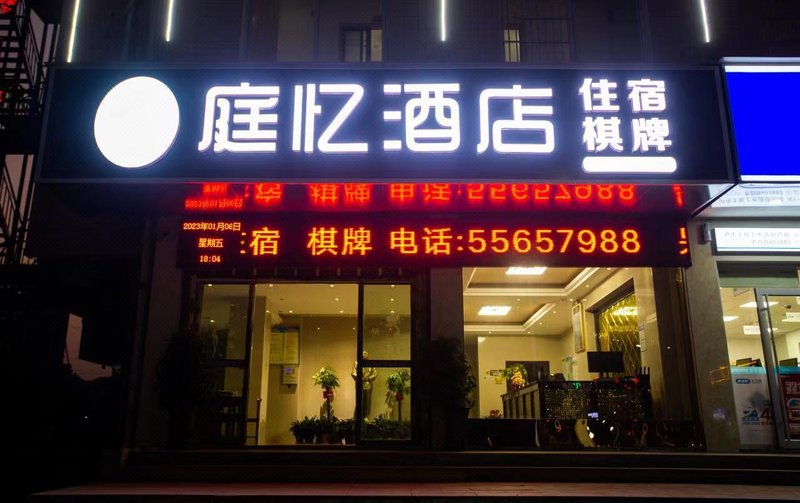 庭忆酒店
住宿
棋牌
2023年01月06日
星期五
18:04
住宿 棋牌 电话:55657988